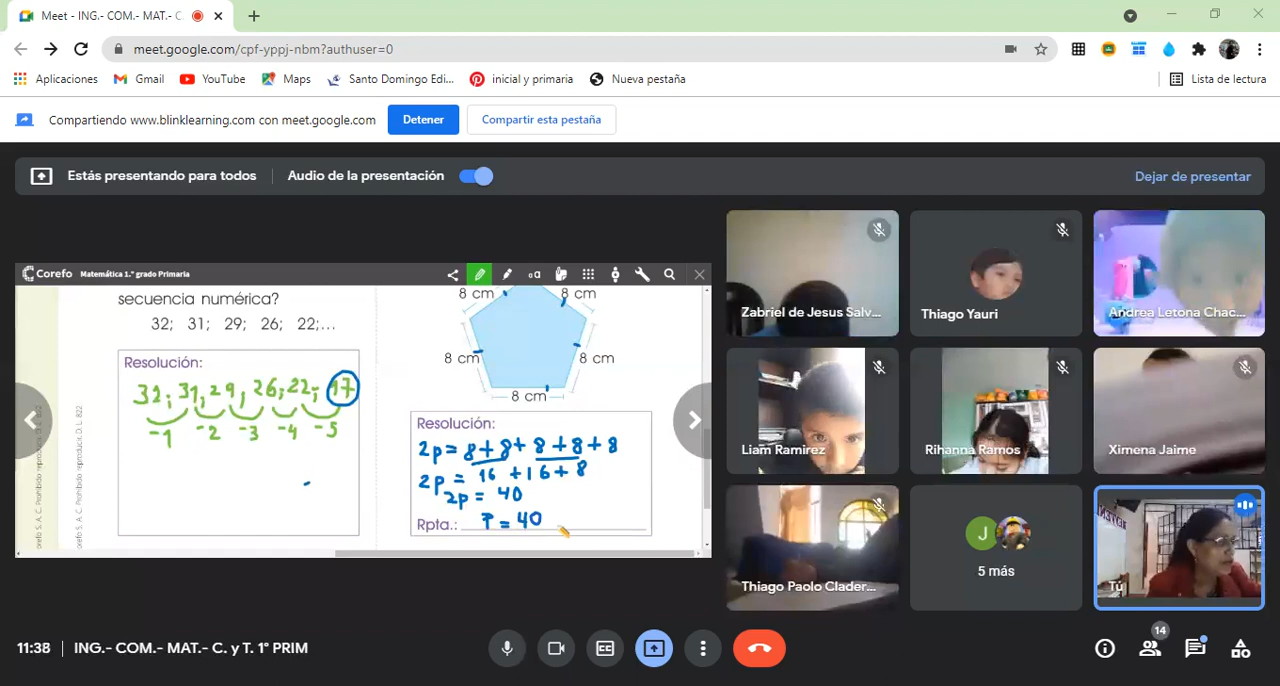 Meet - ING.- COM.- MAT.- C
meet.google.com/cpf-yppj-nbm?authuser=0
Aplicaciones Gmail YouTube Maps Santo Domingo Edi... inicial y primaria Nueva pestaña Lista de lectura
Compartiendo www.blinklearning.com con meet.google.com Detener Compartir esta pestaña
Estás presentando para todos Audio de la presentación Dejar de presentar
Corefo Matemática 1.° grado Primaria
secuencia numérica?
32; 31; 29; 26; 22;...
Resolución:
32; 31, 29, 26; 22; 17
-1 -2 -3 -4 -5
8 cm 8 cm
8 cm 8 cm
8 cm
Resolución:
2p = 8 + 8 + 8 + 8 + 8
2p = 16 + 16 + 8
2p = 40
Rpta.: P = 40
orefo S. A. C. Prohibido reproducir. D. L. 822
Zabriel de Jesus Salv...
Thiago Yauri
Andrea Letona Chac...
Liam Ramirez
Rihanna Ramos
Ximena Jaime
Thiago Paolo Clader...
J
5 más
Tú
11:38 | ING.- COM.- MAT.- C. y T. 1° PRIM
14